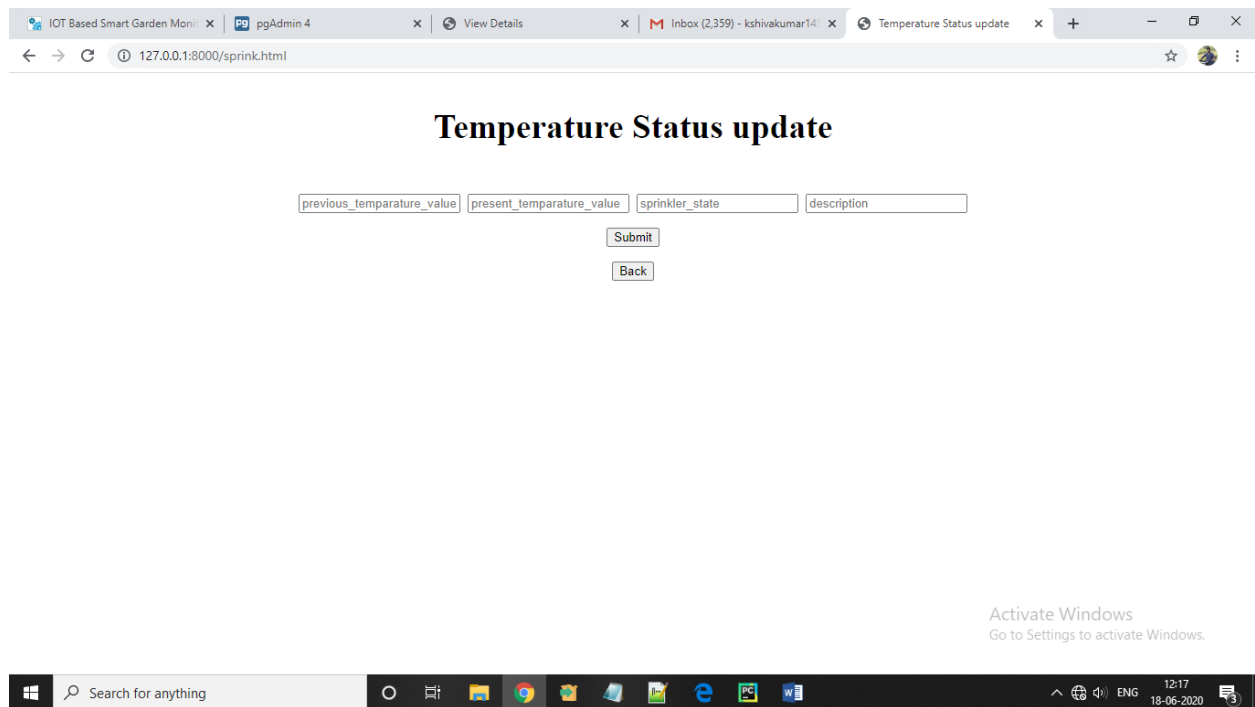 IOT Based Smart Garden Moni
pgAdmin 4
View Details
Inbox (2,359) - kshivakumar145
Temperature Status update
127.0.0.1:8000/sprink.html
Temperature Status update
previous_temparature_value present_temparature_value sprinkler_state description
Submit
Back
Activate Windows
Go to Settings to activate Windows.
Search for anything
ENG
12:17
18-06-2020
3